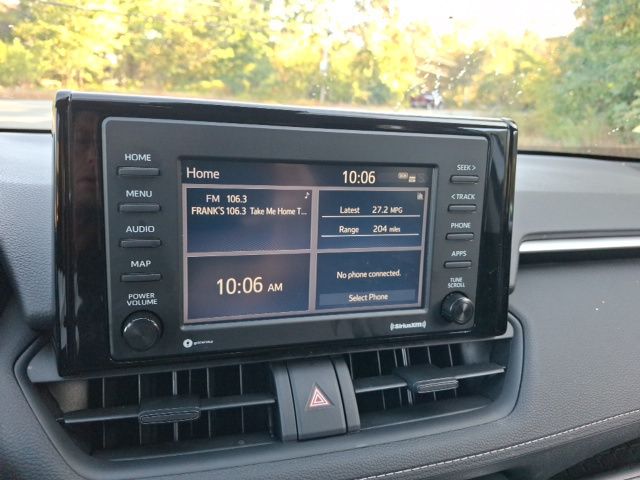 HOME
MENU
AUDIO
MAP
POWER
VOLUME
Home
10:06
FM 106.3
FRANK'S 106.3 Take Me Home T...
Latest 27.2 MPG
Range 204 miles
10:06 AM
No phone connected.
Select Phone
SEEK >
< TRACK
PHONE
APPS
TUNE
SCROLL
((SiriusXM))